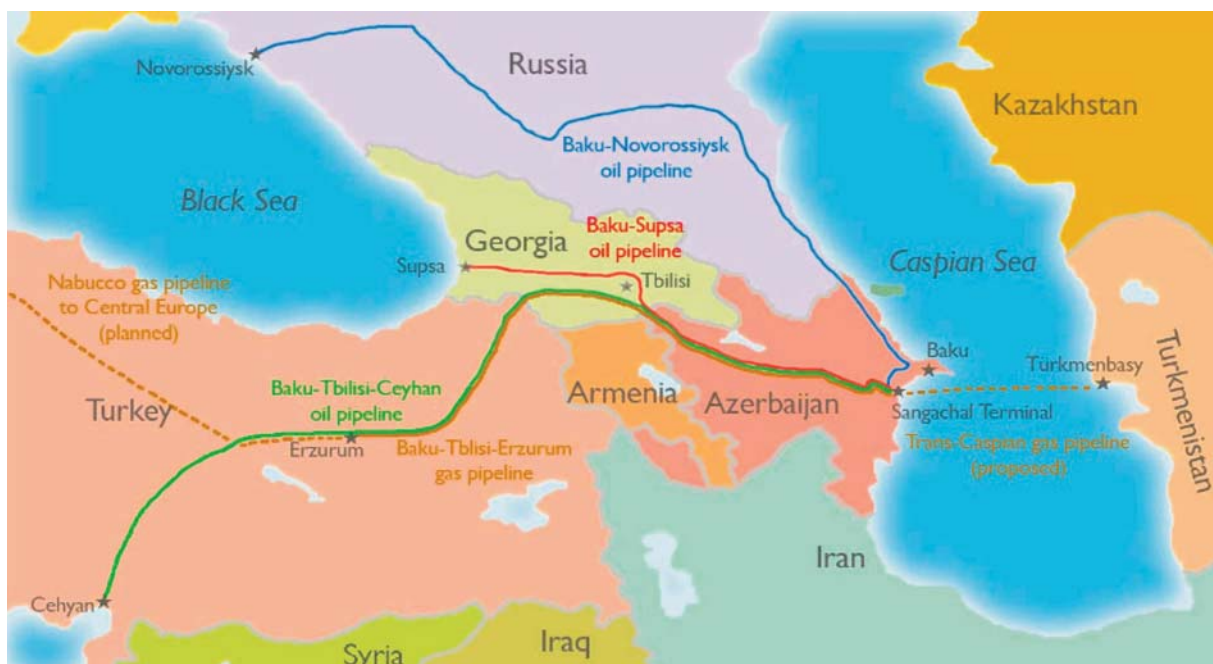 Novorossiysk
Russia
Kazakhstan
Baku-Novorossiysk
oil pipeline
Black Sea
Baku-Supsa
oil pipeline
Georgia
Supsa
Tbilisi
Caspian Sea
Nabucco gas pipeline
to Central Europe
(planned)
Baku
Türkmenbasy
Turkmenistan
Baku-Tbilisi-Ceyhan
oil pipeline
Armenia
Azerbaijan
Sangachal Terminal
Turkey
Erzurum
Baku-Tblisi-Erzurum
gas pipeline
Trans Caspian gas pipeline
(proposed)
Iran
Cehyan
Syria
Iraq